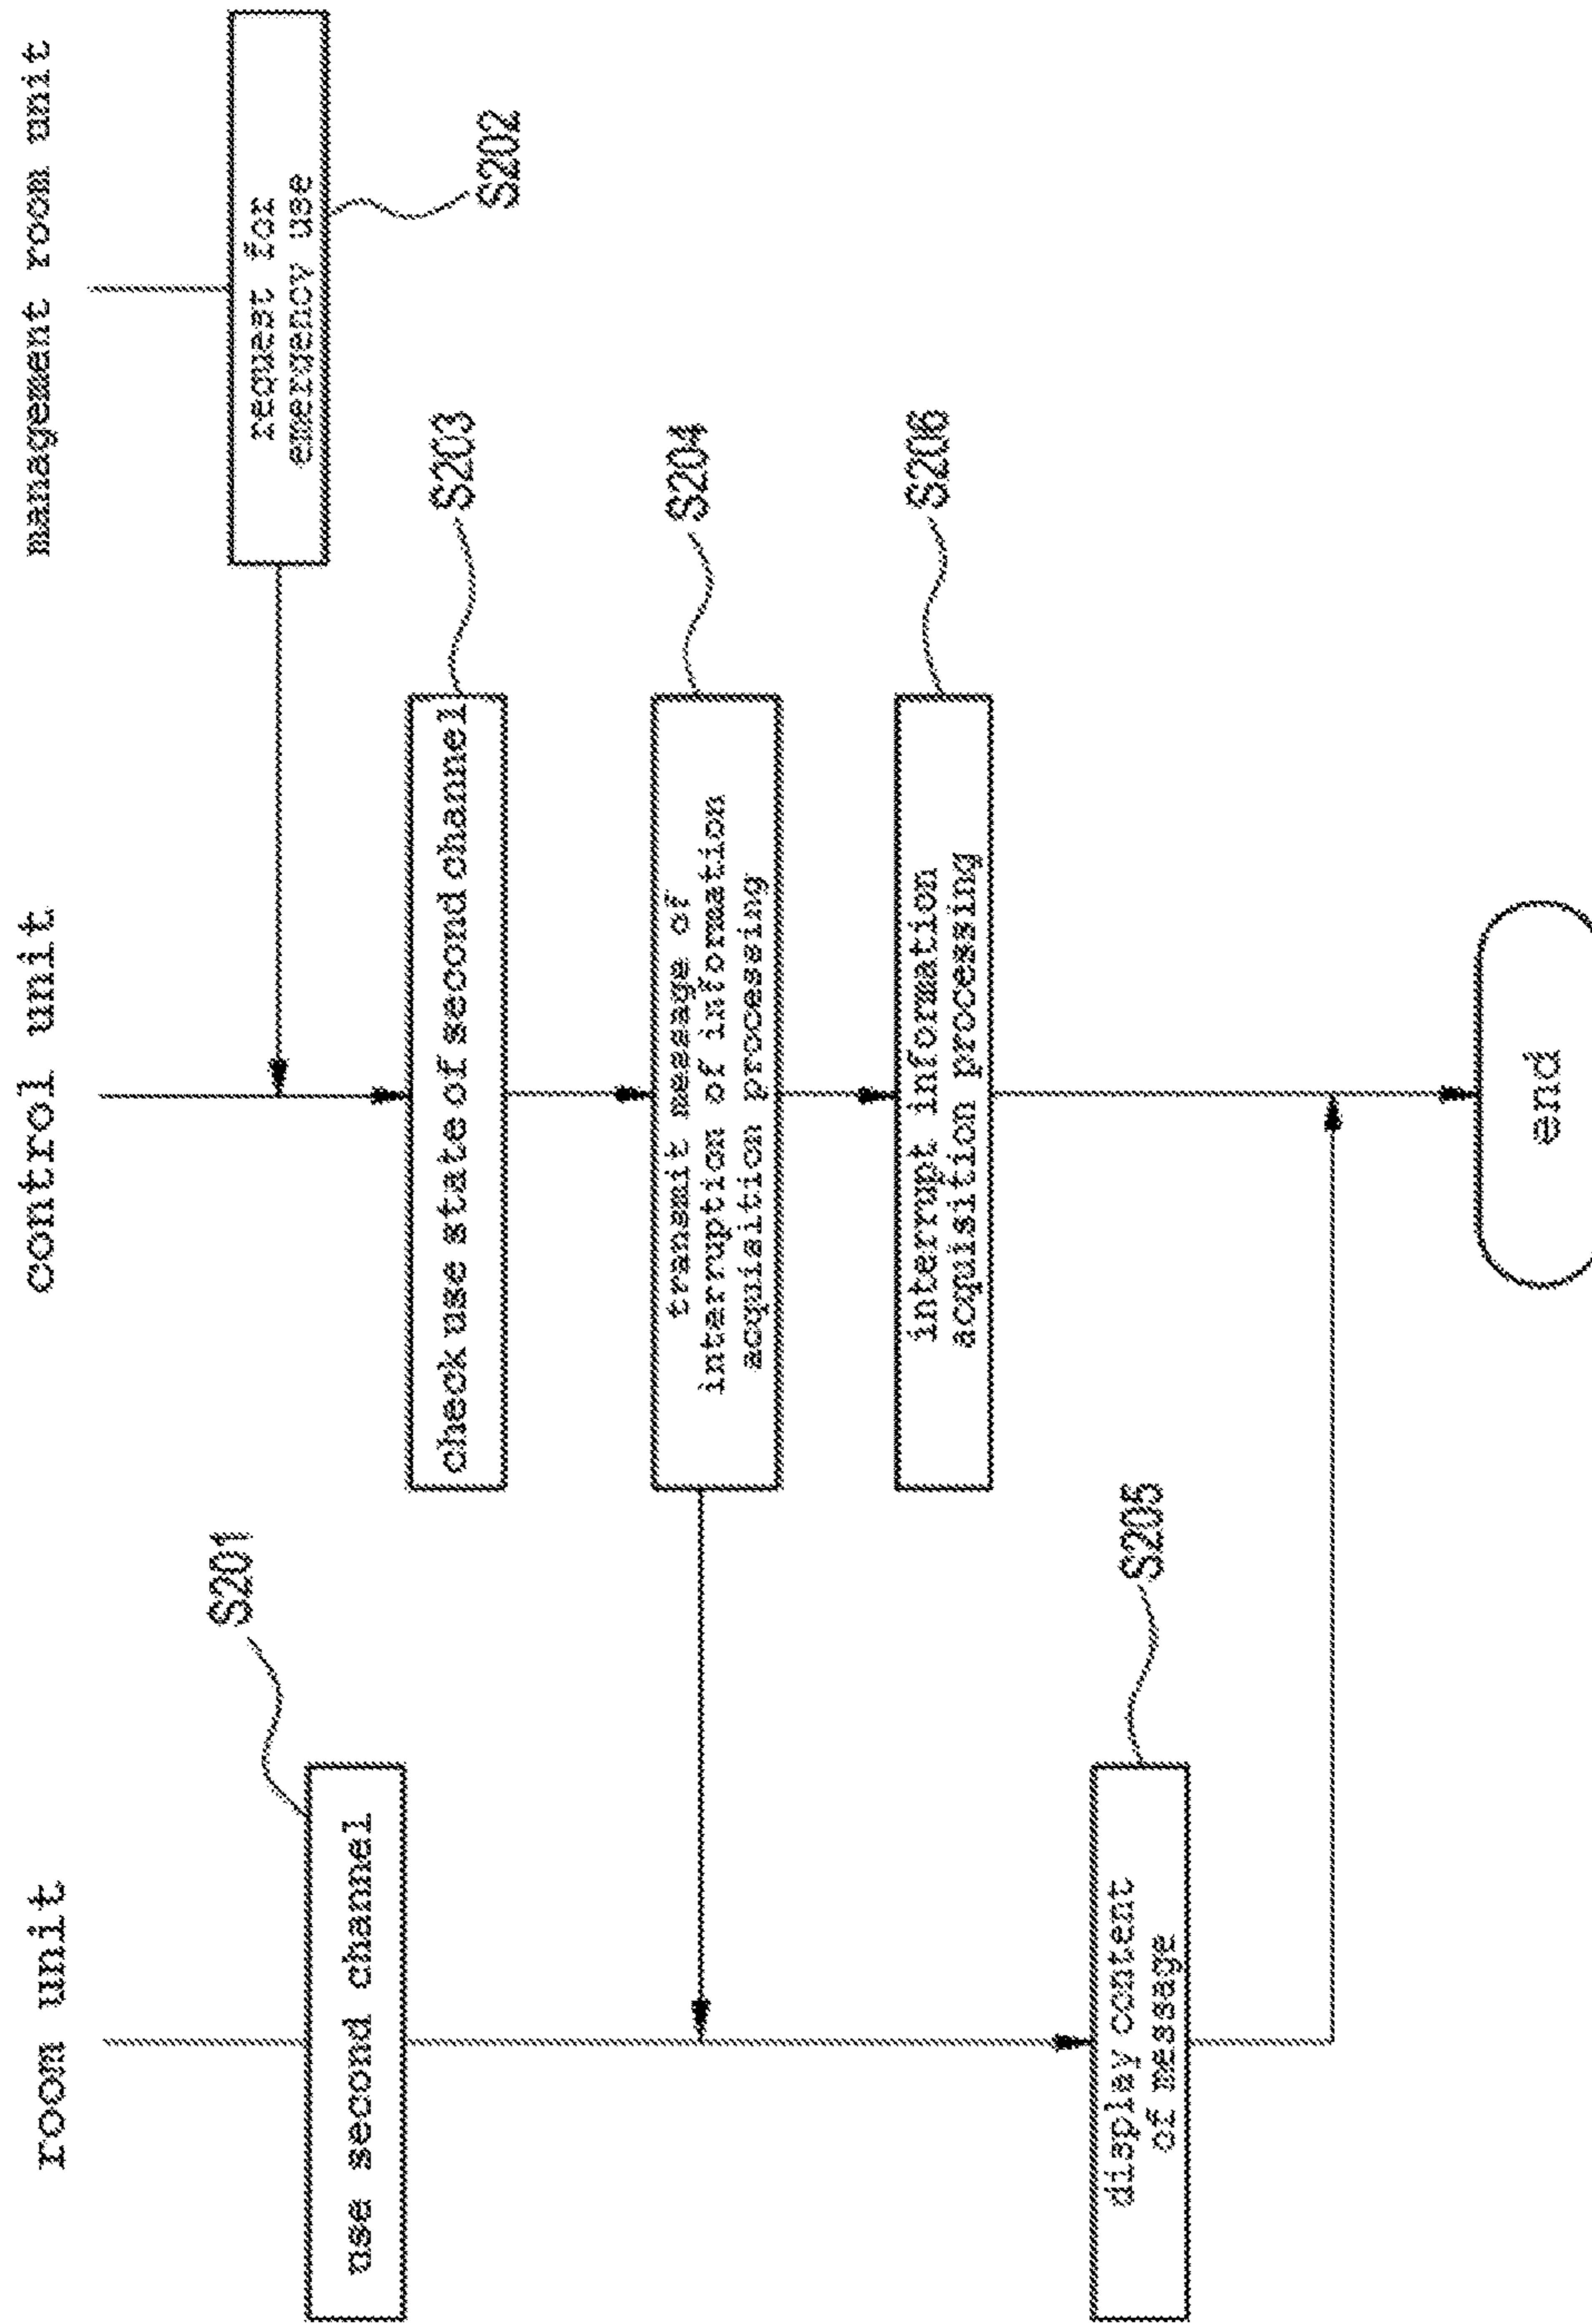 room unit
control unit
management room unit
S201
use second channel
request for
emergency use
S202
check use state of second channel
S203
transmit message of
interruption of information
acquisition processing
S204
interrupt information
acquisition processing
S206
display content
of message
S205
end